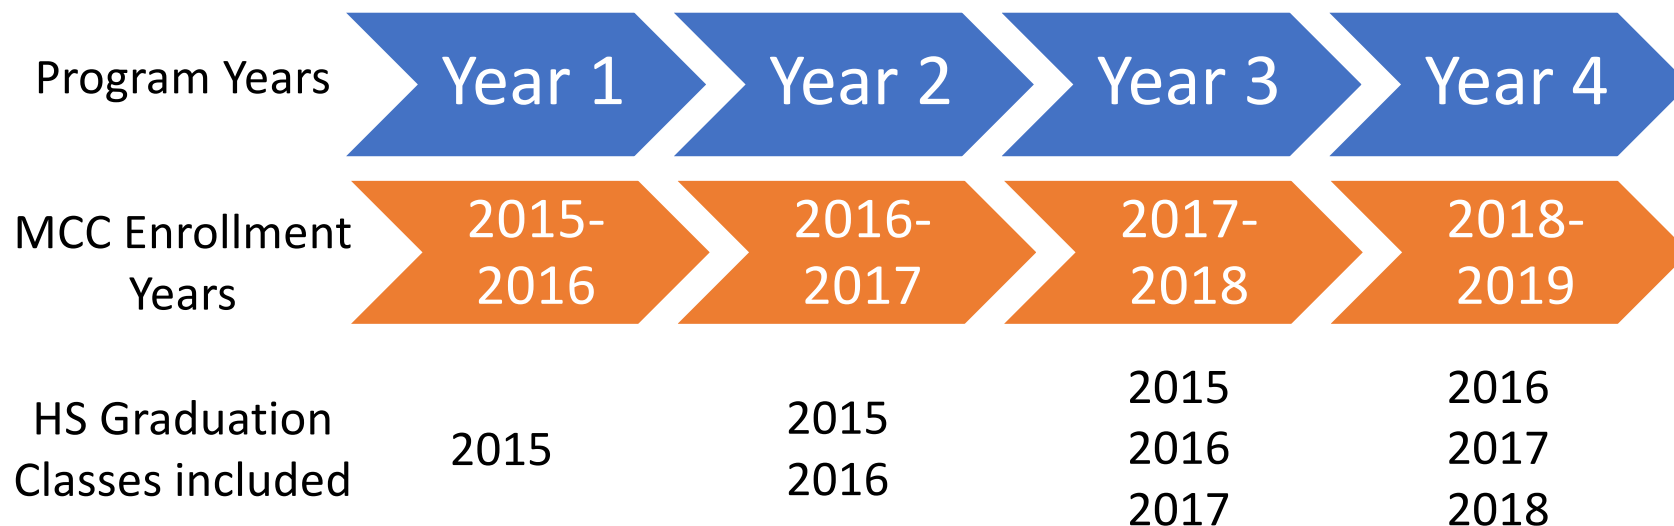 Program Years
Year 1
Year 2
Year 3
Year 4
MCC Enrollment
Years
2015-
2016
2016-
2017
2017-
2018
2018-
2019
HS Graduation
Classes included
2015
2015
2016
2015
2016
2017
2016
2017
2018